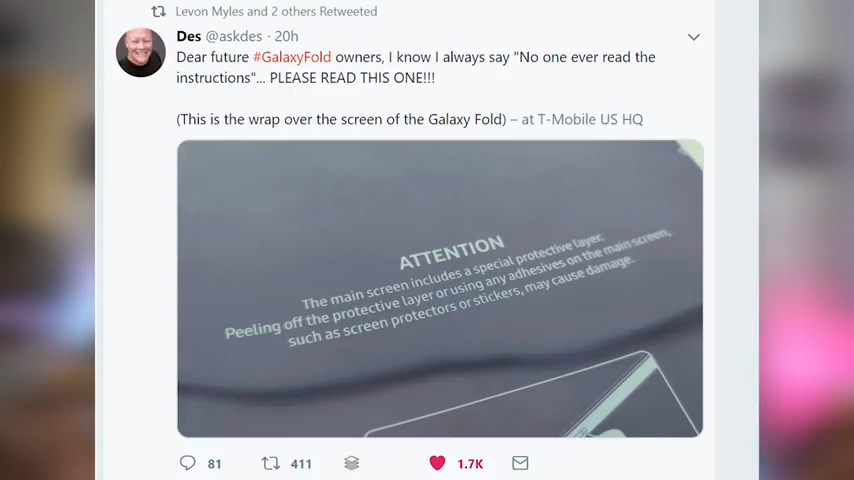 Levon Myles and 2 others Retweeted
Des @askdes · 20h
Dear future #GalaxyFold owners, I know I always say "No one ever read the
instructions"... PLEASE READ THIS ONE!!!
(This is the wrap over the screen of the Galaxy Fold) – at T-Mobile US HQ
ATTENTION
The main screen includes a special protective layer.
Peeling off the protective layer or using any adhesives on the main screen,
such as screen protectors or stickers, may cause damage.
81 411 1.7K